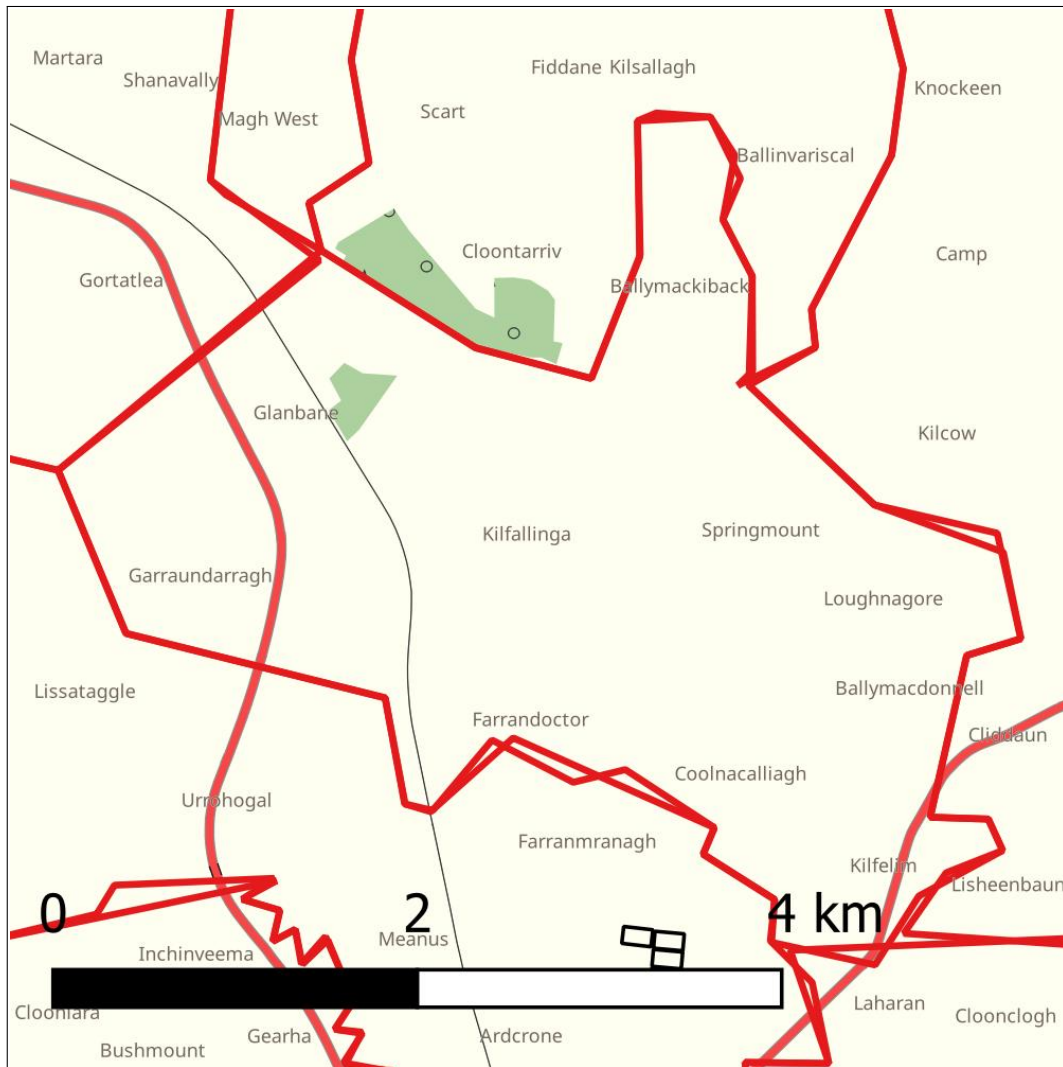 Martara
Shanavally
Magh West
Scart
Fiddane Kilsallagh
Knockeen
Ballinvariscal
Gortatlea
Cloontarriv
Ballymackiback
Camp
Glanbane
Kilcow
Kilfallinga
Springmount
Garraundarragh
Loughnagore
Lissataggle
Ballymacdonnell
Farrandoctor
Cliddaun
Coolnacalliagh
Urrohogal
Farranmranagh
Kilfelim
Lisheenbaun
0 2 4 km
Meanus
Inchinveema
Laharan
Clooniara
Gearha
Ardcrone
Cloonclogh
Bushmount